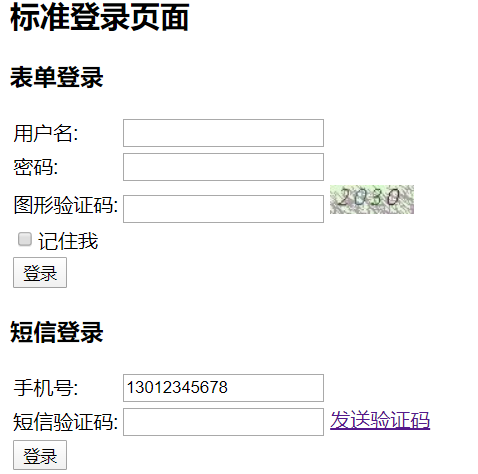 标准登录页面
表单登录
用户名:
密码:
图形验证码: 2030
记住我
登录
短信登录
手机号: 13012345678
短信验证码: 发送验证码
登录